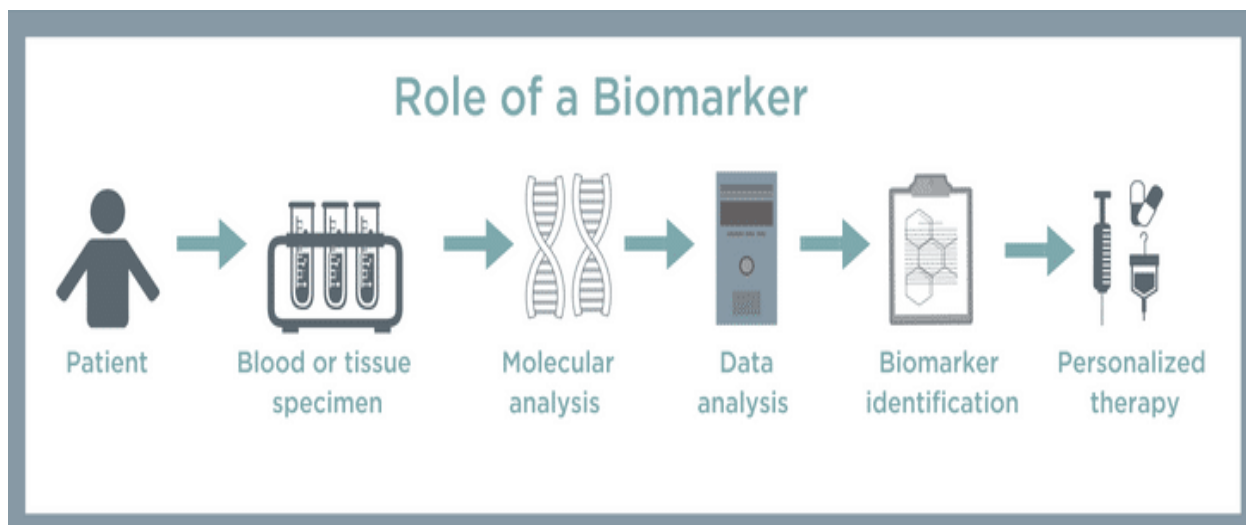 Role of a Biomarker
Patient
Blood or tissue
specimen
Molecular
analysis
Data
analysis
Biomarker
identification
Personalized
therapy